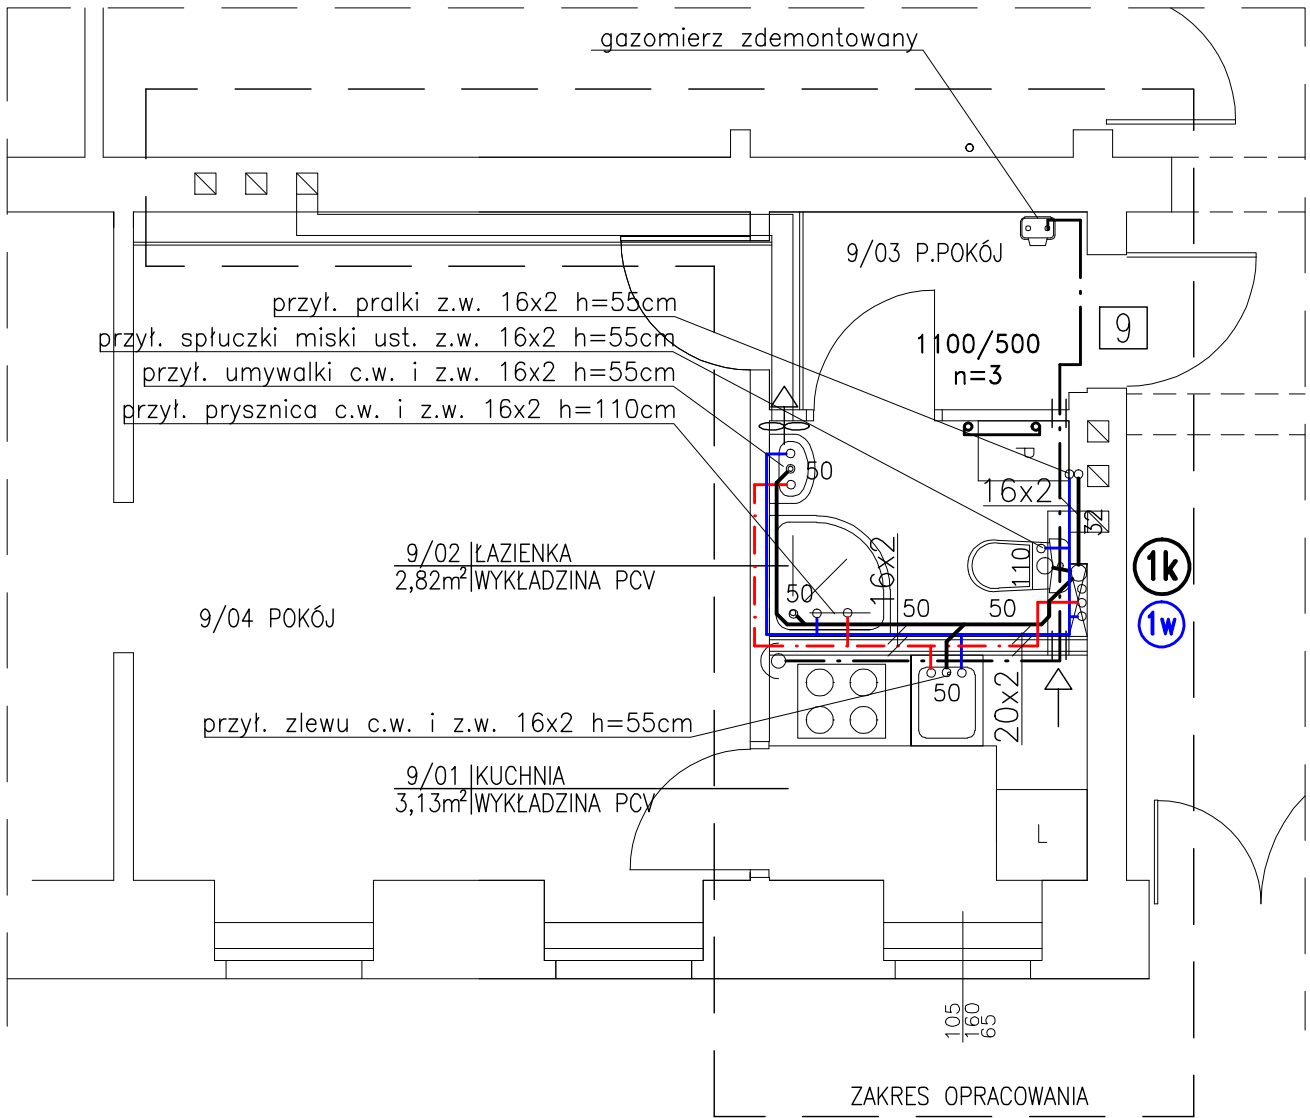 gazomierz zdemontowany
9/03 P.POKÓJ
przył. pralki z.w. 16x2 h=55cm
przył. spłuczki miski ust. z.w. 16x2 h=55cm
przył. umywalki c.w. i z.w. 16x2 h=55cm
przył. prysznica c.w. i z.w. 16x2 h=110cm
9
1100/500
n=3
P
50
16x2
32
9/02 ŁAZIENKA
2,82m² WYKŁADZINA PCV
16x2
110
1k
50
50
50
9/04 POKÓJ
1w
50
20x2
przył. zlewu c.w. i z.w. 16x2 h=55cm
9/01 KUCHNIA
3,13m² WYKŁADZINA PCV
L
105
160
65
ZAKRES OPRACOWANIA